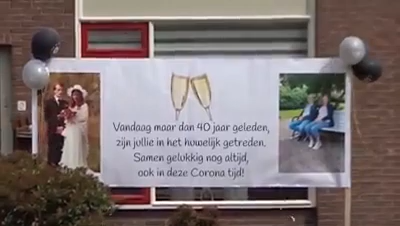 Vandaag maar dan 40 jaar geleden,
zijn jullie in het huwelijk getreden.
Samen gelukkig nog altijd,
ook in deze Corona tijd!